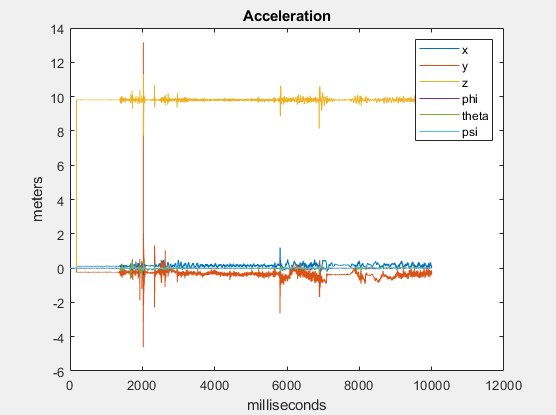 Acceleration
14
12
10
8
6
4
2
0
-2
-4
-6
meters
x
y
z
phi
theta
psi
0
2000
4000
6000
8000
10000
12000
milliseconds